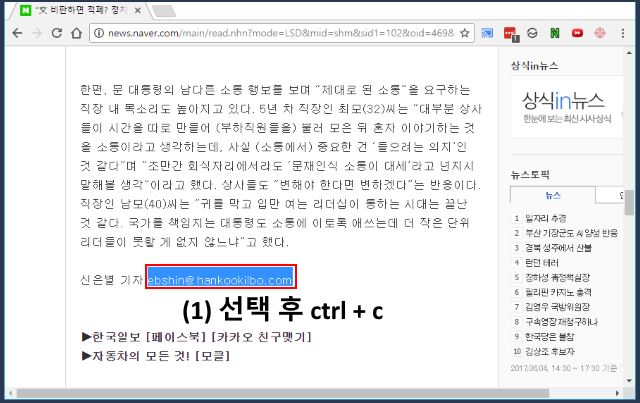 "文 비판하면 적폐? 정치
news.naver.com/main/read.nhn?mode=LSD&mid=shm&sid1=102&oid=469&
한편, 문 대통령의 남다른 소통 행보를 보며 "제대로 된 소통"을 요구하는
직장 내 목소리도 높아지고 있다. 5년 차 직장인 최모(32)씨는 "대부분 상사
들이 시간을 따로 만들어 (부하직원들을) 불러 모은 뒤 혼자 이야기하는 것
을 소통이라고 생각하는데, 사실 (소통에서) 중요한 건 '들으려는 의지'인
것 같다"며 "조만간 회식자리에서라도 '문재인식 소통이 대세'라고 넌지시
말해볼 생각"이라고 했다. 상사들도 "변해야 한다면 변하겠다"는 반응이다.
직장인 남모(40)씨는 "귀를 막고 입만 여는 리더십이 통하는 시대는 끝난
것 같다. 국가를 책임지는 대통령도 소통에 이토록 애쓰는데 더 작은 단위
리더들이 못할 게 없지 않느냐"고 했다.
신은별 기자 ebshin@hankookilbo.com
(1) 선택 후 ctrl + c
▶한국일보 [페이스북] [카카오 친구맺기]
▶자동차의 모든 것! [모클]
상식in뉴스
상식in뉴스
한눈에 보는 최신 시사상식
뉴스토픽
뉴스
1 일자리 추경
2 부산 기장군도 AI 양성 반응
3 경북 성주에서 산불
4 런던 테러
5 장하성 靑정책실장
6 필리핀 카지노 총격
7 김영우 국방위원장
8 구속영장 재청구하나
9 한국당은 불참
10 김상조 후보자
2017.06.04. 14:30 ~ 17:30 기준